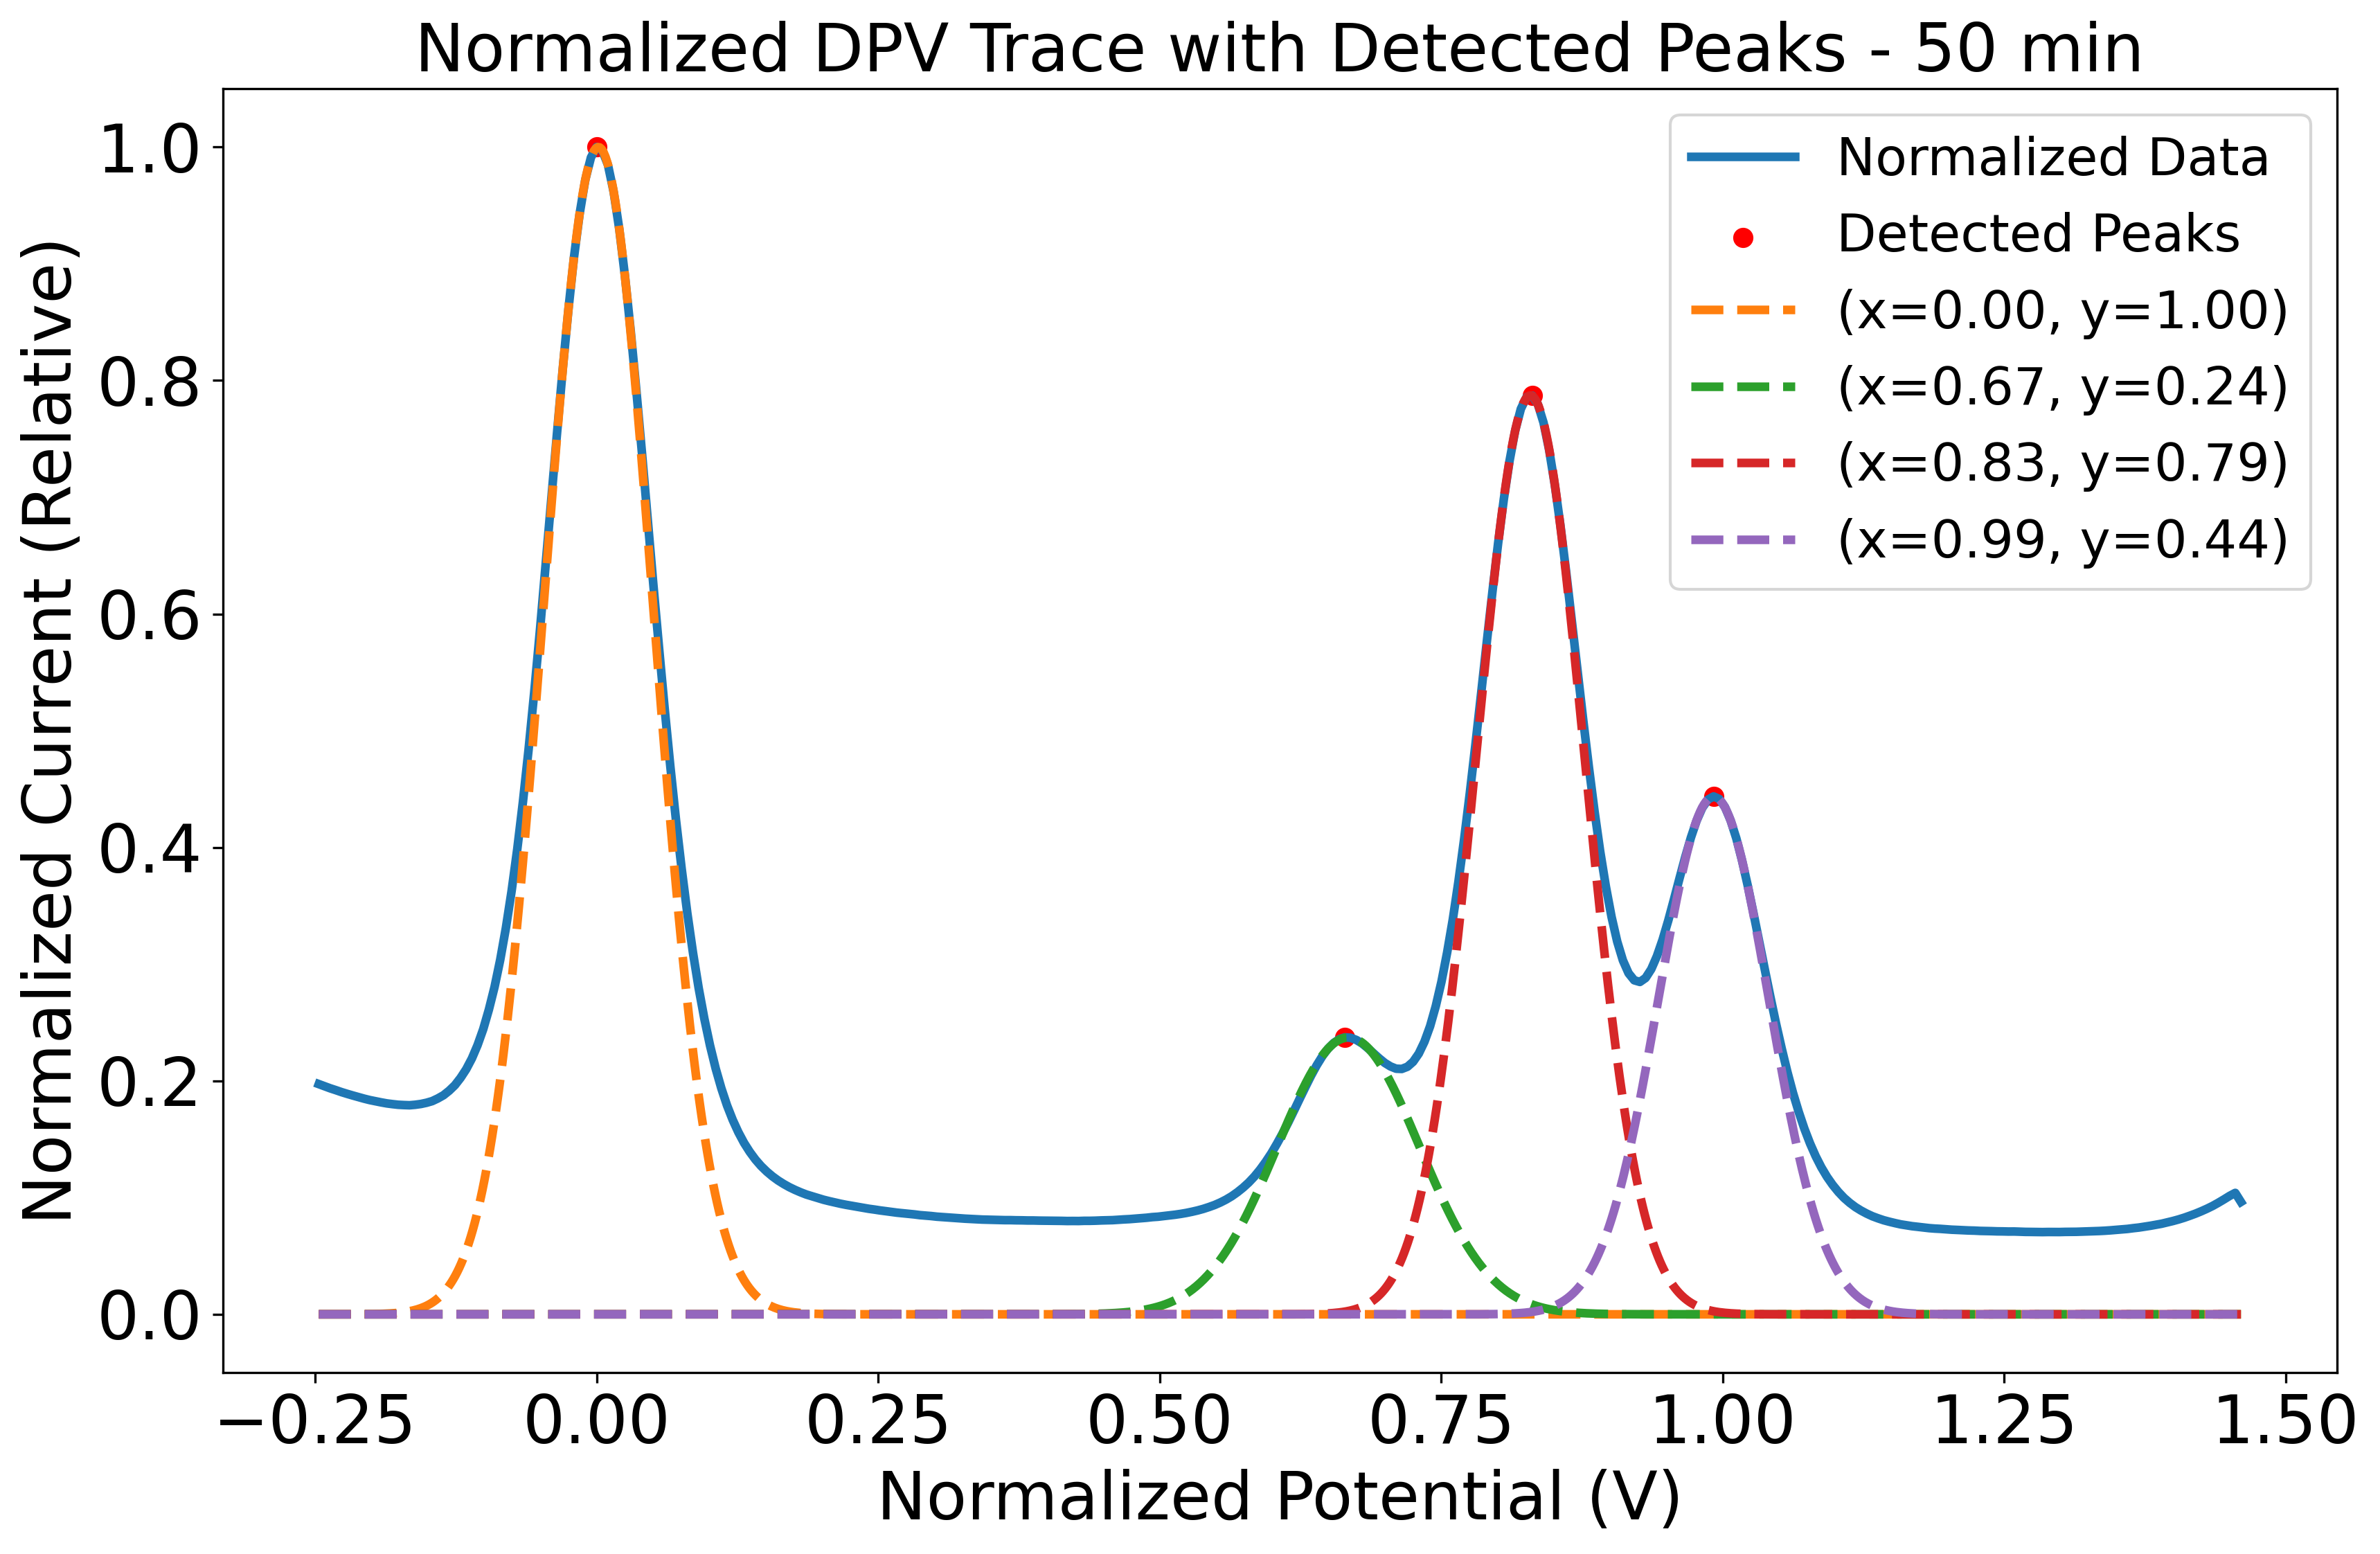 Normalized DPV Trace with Detected Peaks - 50 min
Normalized Current (Relative)
1.0
0.8
0.6
0.4
0.2
0.0
Normalized Data
Detected Peaks
(x=0.00, y=1.00)
(x=0.67, y=0.24)
(x=0.83, y=0.79)
(x=0.99, y=0.44)
−0.25 0.00 0.25 0.50 0.75 1.00 1.25 1.50
Normalized Potential (V)